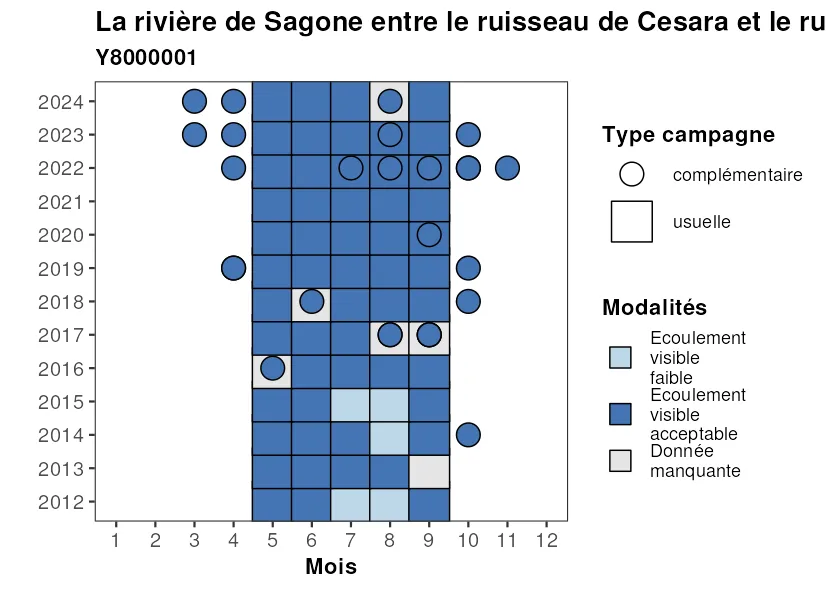 La rivière de Sagone entre le ruisseau de Cesara et le ru
Y8000001
2024
2023
2022
2021
2020
2019
2018
2017
2016
2015
2014
2013
2012
1 2 3 4 5 6 7 8 9 10 11 12
Mois
Type campagne
complémentaire
usuelle
Modalités
Ecoulement
visible
faible
Ecoulement
visible
acceptable
Donnée
manquante